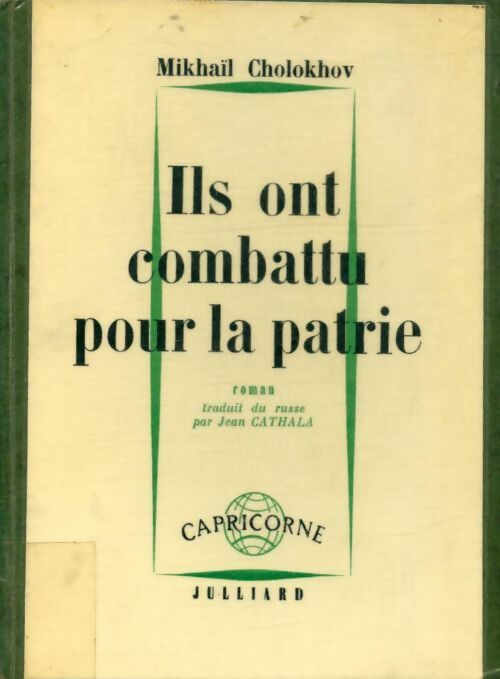 Mikhaïl Cholokhov
Ils ont
combattu
pour la patrie
roman
traduit du russe
par Jean CATHALA
CAPRICORNE
JULLIARD